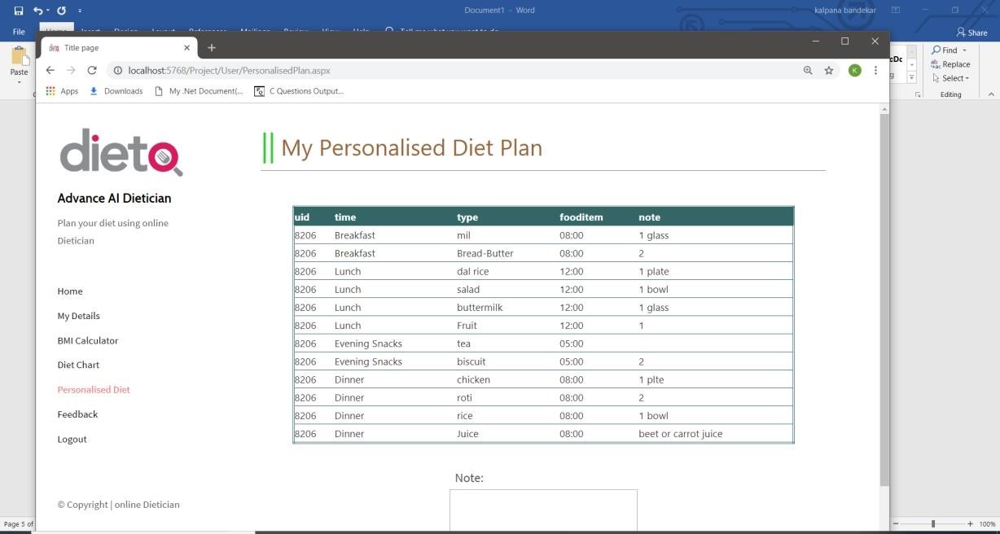 Document1 - Word
kalpana bandekar
File
Share
Title page
localhost:5768/Project/User/PersonalisedPlan.aspx
K
Apps
Downloads
My .Net Document(...
C Questions Output...
Paste
Find
Replace
Select
Editing
dieto
Advance AI Dietician
Plan your diet using online
Dietician
Home
My Details
BMI Calculator
Diet Chart
Personalised Diet
Feedback
Logout
© Copyright | online Dietician
My Personalised Diet Plan
uid time type fooditem note
8206 Breakfast mil 08:00 1 glass
8206 Breakfast Bread-Butter 08:00 2
8206 Lunch dal rice 12:00 1 plate
8206 Lunch salad 12:00 1 bowl
8206 Lunch buttermilk 12:00 1 glass
8206 Lunch Fruit 12:00 1
8206 Evening Snacks tea 05:00
8206 Evening Snacks biscuit 05:00 2
8206 Dinner chicken 08:00 1 plte
8206 Dinner roti 08:00 2
8206 Dinner rice 08:00 1 bowl
8206 Dinner Juice 08:00 beet or carrot juice
Note:
Page 5 of
100%